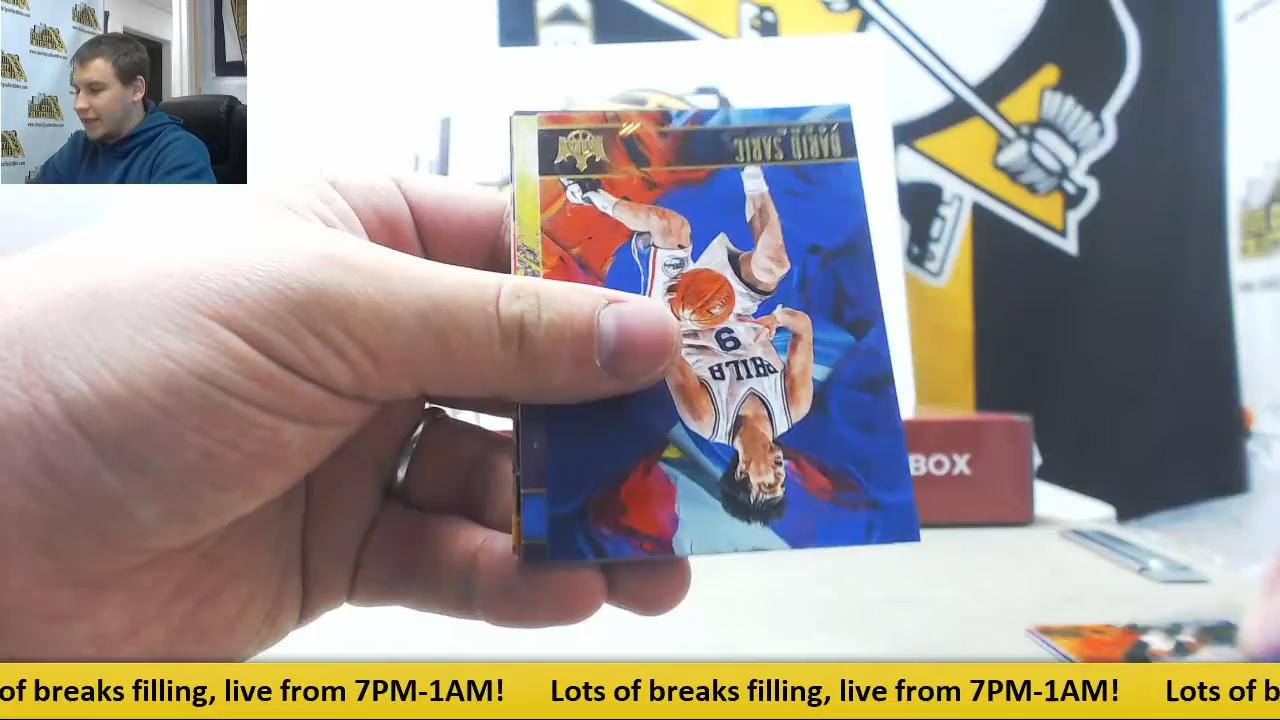 DARIO SARIC
9
PHILA
BOX
of breaks filling, live from 7PM-1AM! Lots of breaks filling, live from 7PM-1AM! Lots of b